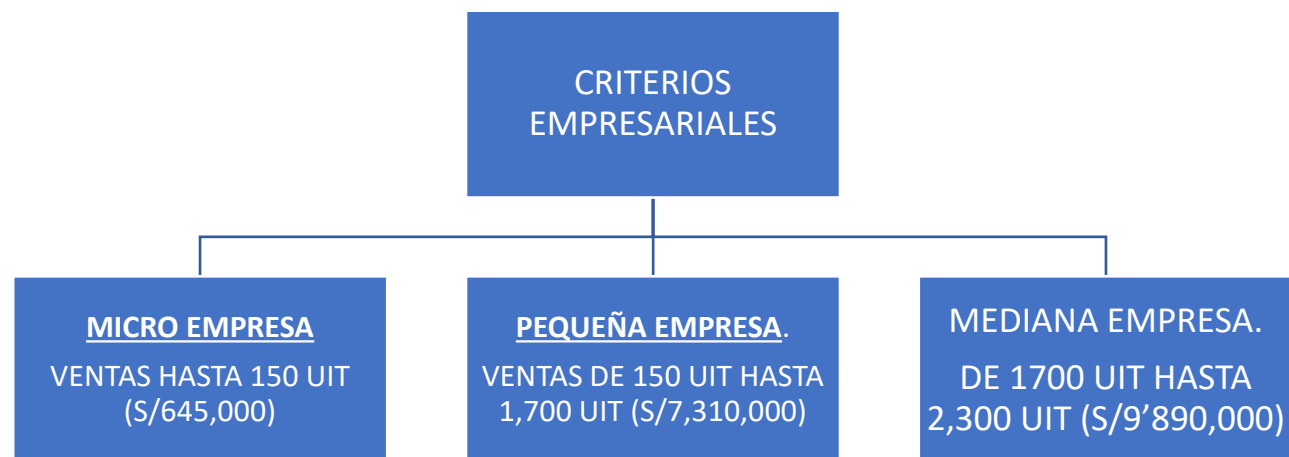 CRITERIOS
EMPRESARIALES
MICRO EMPRESA
VENTAS HASTA 150 UIT
(S/645,000)
PEQUEÑA EMPRESA.
VENTAS DE 150 UIT HASTA
1,700 UIT (S/7,310,000)
MEDIANA EMPRESA.
DE 1700 UIT HASTA
2,300 UIT (S/9’890,000)